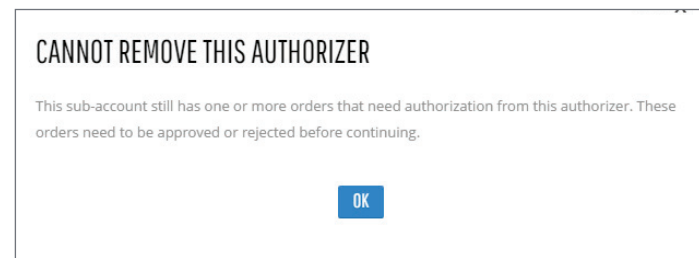 CANNOT REMOVE THIS AUTHORIZER
This sub-account still has one or more orders that need authorization from this authorizer. These
orders need to be approved or rejected before continuing.
OK